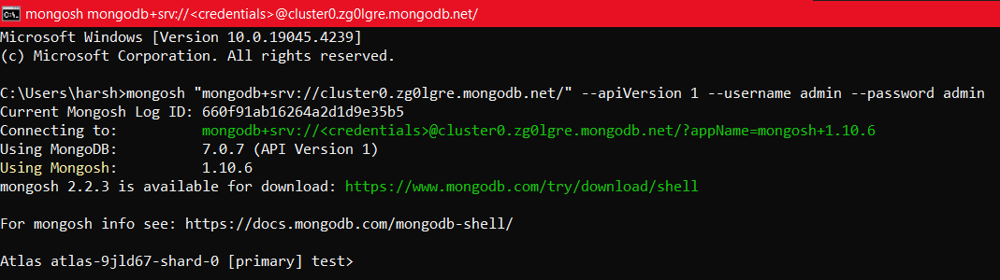 mongosh mongodb+srv://<credentials>@cluster0.zg0lgre.mongodb.net/
Microsoft Windows [Version 10.0.19045.4239]
(c) Microsoft Corporation. All rights reserved.
C:\Users\harsh>mongosh "mongodb+srv://cluster0.zg0lgre.mongodb.net/" --apiVersion 1 --username admin --password admin
Current Mongosh Log ID: 660f91ab16264a2d1d9e35b5
Connecting to: mongodb+srv://<credentials>@cluster0.zg0lgre.mongodb.net/?appName=mongosh+1.10.6
Using MongoDB: 7.0.7 (API Version 1)
Using Mongosh: 1.10.6
mongosh 2.2.3 is available for download: https://www.mongodb.com/try/download/shell
For mongosh info see: https://docs.mongodb.com/mongodb-shell/
Atlas atlas-9jld67-shard-0 [primary] test>